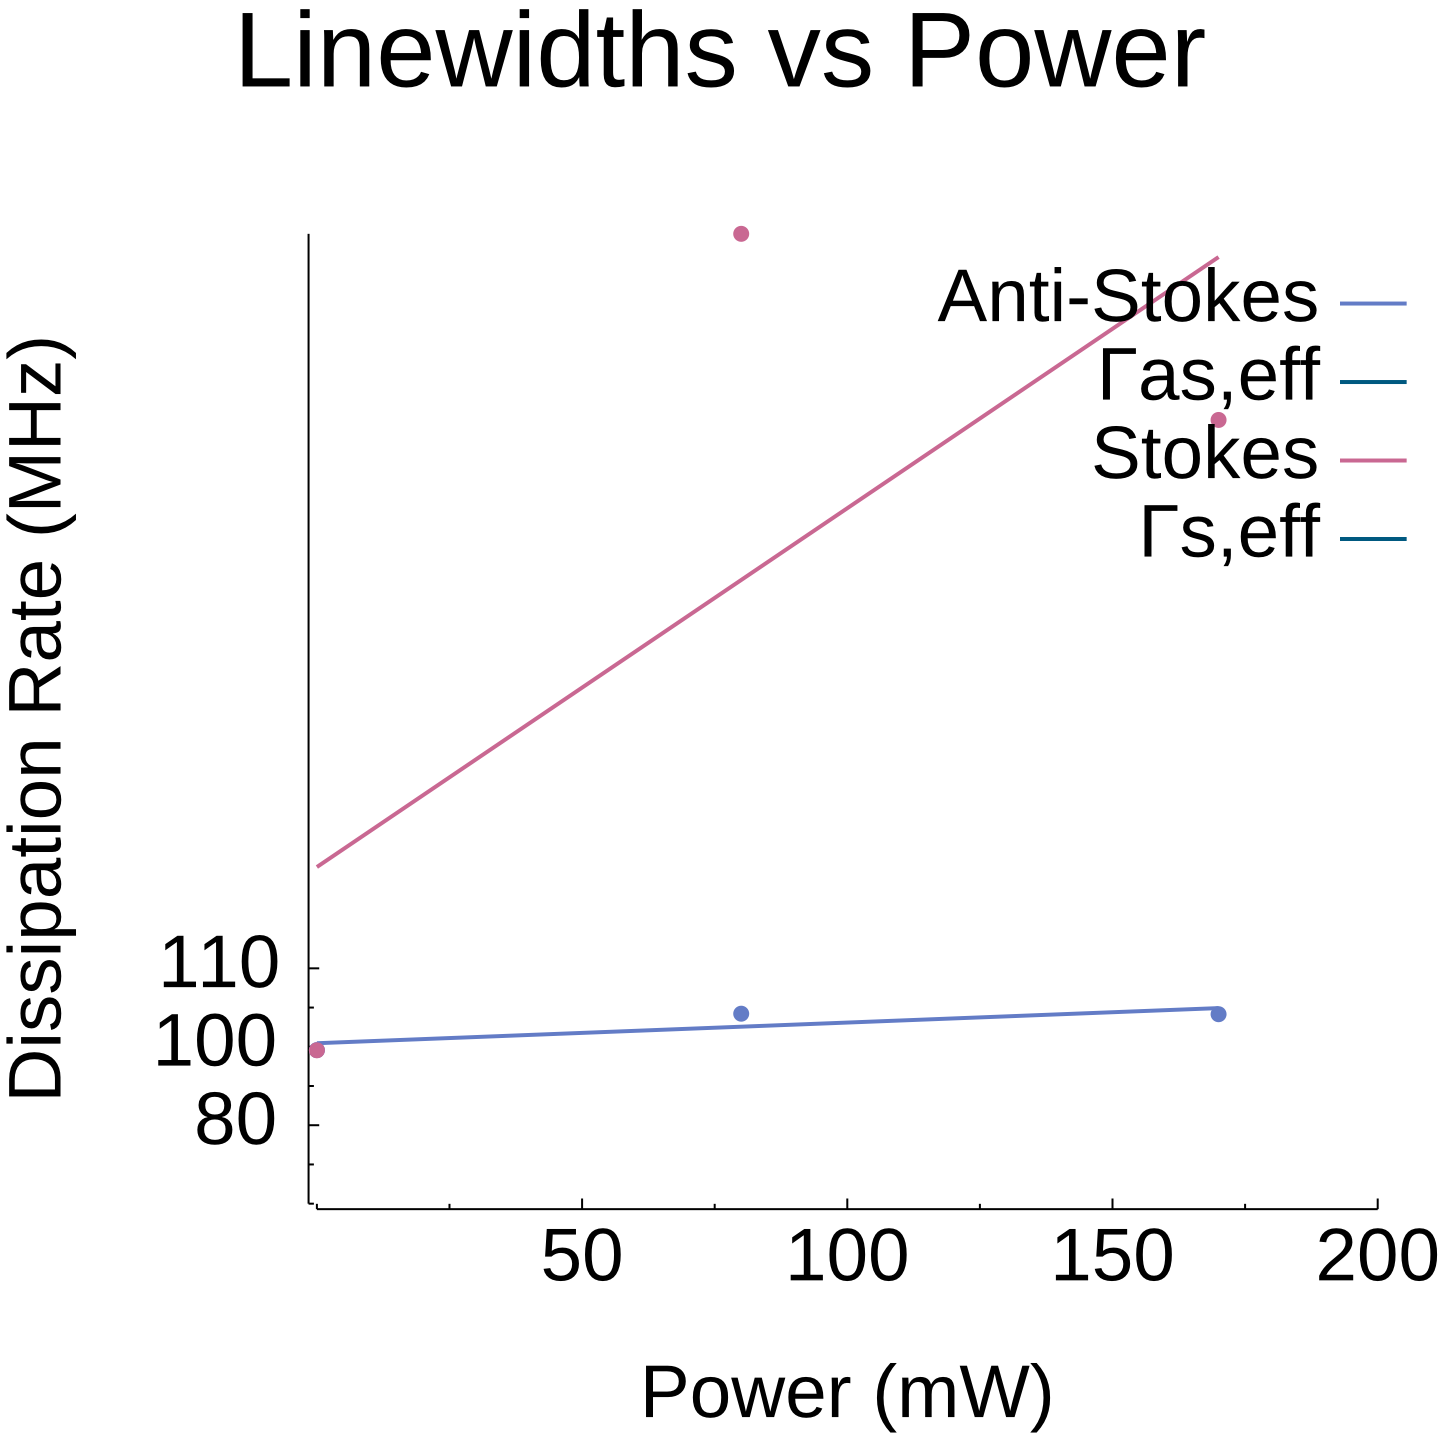 Linewidths vs Power
Anti-Stokes
Γas,eff
Stokes
Γs,eff
Dissipation Rate (MHz)
110
100
80
50 100 150 200
Power (mW)